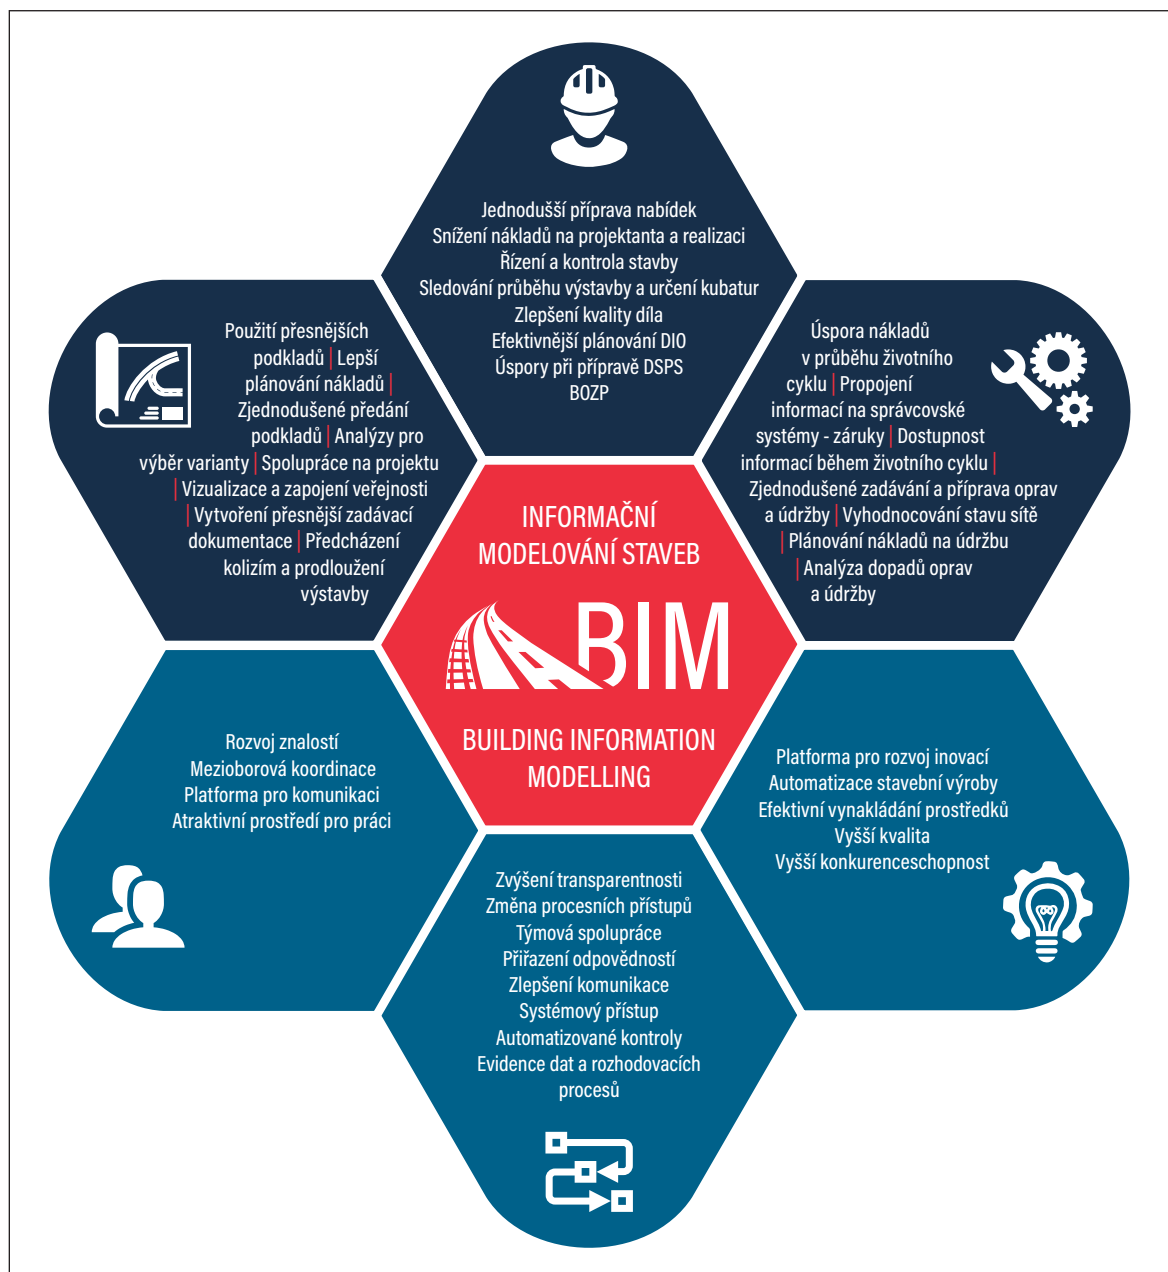 Jednodušší příprava nabídek
Snížení nákladů na projektanta a realizaci
Řízení a kontrola stavby
Sledování průběhu výstavby a určení kubatur
Zlepšení kvality díla
Efektivnější plánování DIO
Úspory při přípravě DSPS
BOZP
Použití přesnějších
podkladů | Lepší
plánování nákladů |
Zjednodušené předání
podkladů | Analýzy pro
výběr varianty | Spolupráce na projektu
| Vizualizace a zapojení veřejnosti
| Vytvoření přesnější zadávací
dokumentace | Předcházení
kolizím a prodloužení
výstavby
Úspora nákladů
v průběhu životního
cyklu | Propojení
informací na správcovské
systémy - záruky | Dostupnost
informací během životního cyklu |
Zjednodušené zadávání a příprava oprav
a údržby | Vyhodnocování stavu sítě
| Plánování nákladů na údržbu
| Analýza dopadů oprav
a údržby
INFORMAČNÍ
MODELOVÁNÍ STAVEB
BIM
BUILDING INFORMATION
MODELLING
Rozvoj znalostí
Mezioborová koordinace
Platforma pro komunikaci
Atraktivní prostředí pro práci
Platforma pro rozvoj inovací
Automatizace stavební výroby
Efektivní vynakládání prostředků
Vyšší kvalita
Vyšší konkurenceschopnost
Zvýšení transparentnosti
Změna procesních přístupů
Týmová spolupráce
Přiřazení odpovědností
Zlepšení komunikace
Systémový přístup
Automatizované kontroly
Evidence dat a rozhodovacích
procesů